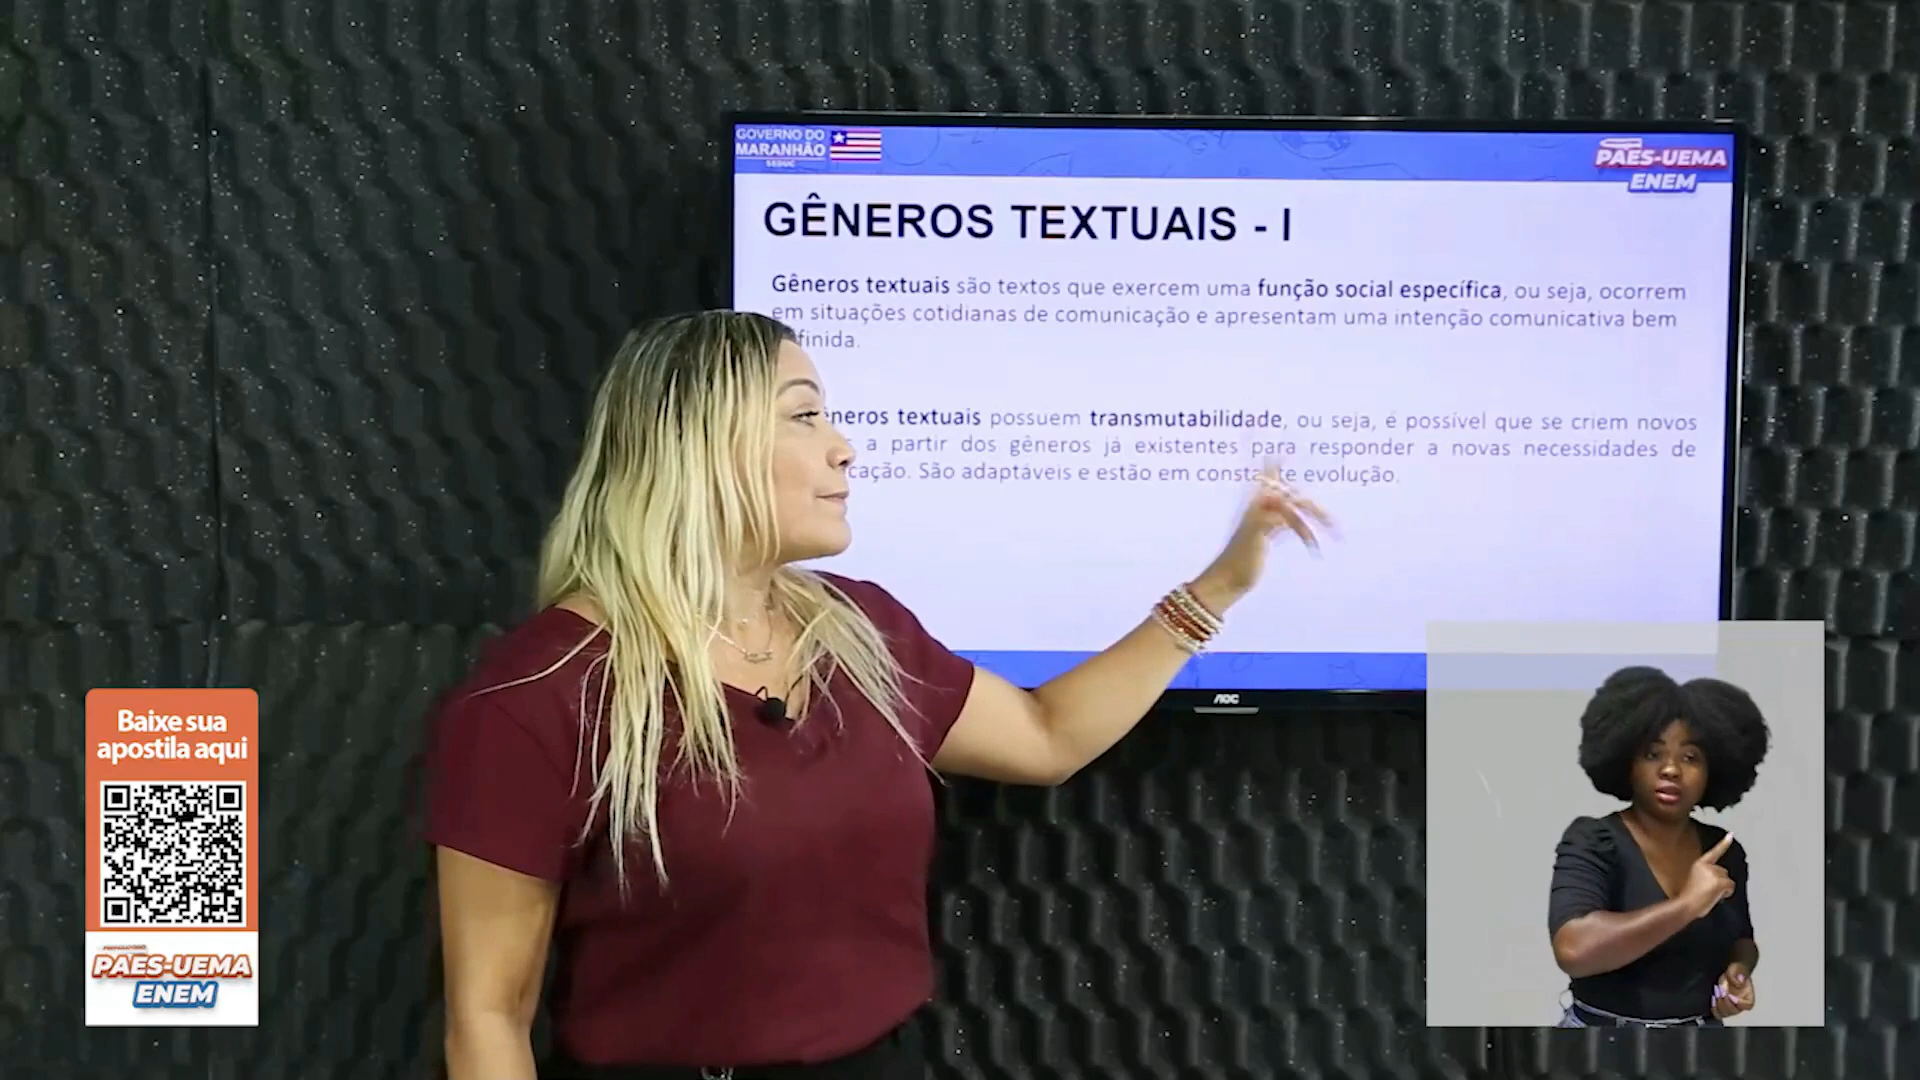 GOVERNO DO
MARANHÃO
SEDUC
PAES-UEMA
ENEM
GÊNEROS TEXTUAIS - I
Gêneros textuais são textos que exercem uma função social específica, ou seja, ocorrem
em situações cotidianas de comunicação e apresentam uma intenção comunicativa bem
finida.
êneros textuais possuem transmutabilidade, ou seja, é possível que se criem novos
a partir dos gêneros já existentes para responder a novas necessidades de
cação. São adaptáveis e estão em constante evolução.
AOC
Baixe sua
apostila aqui
PAES-UEMA
ENEM